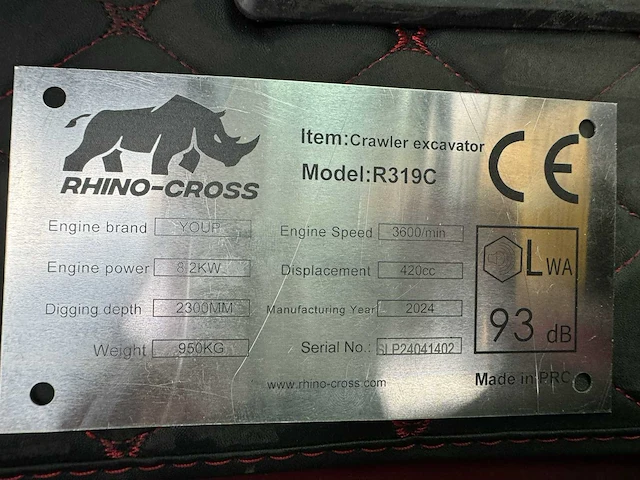 RHINO-CROSS
Item:Crawler excavator
Model:R319C
CE
Engine brand YOUP
Engine Speed 3600/min
Engine power 8.2KW
Displacement 420cc
Digging depth 2300MM
Manufacturing Year 2024
Weight 950KG
Serial No.: SLP24041402
LWA
93 dB
www.rhino-cross.com
Made in PRC